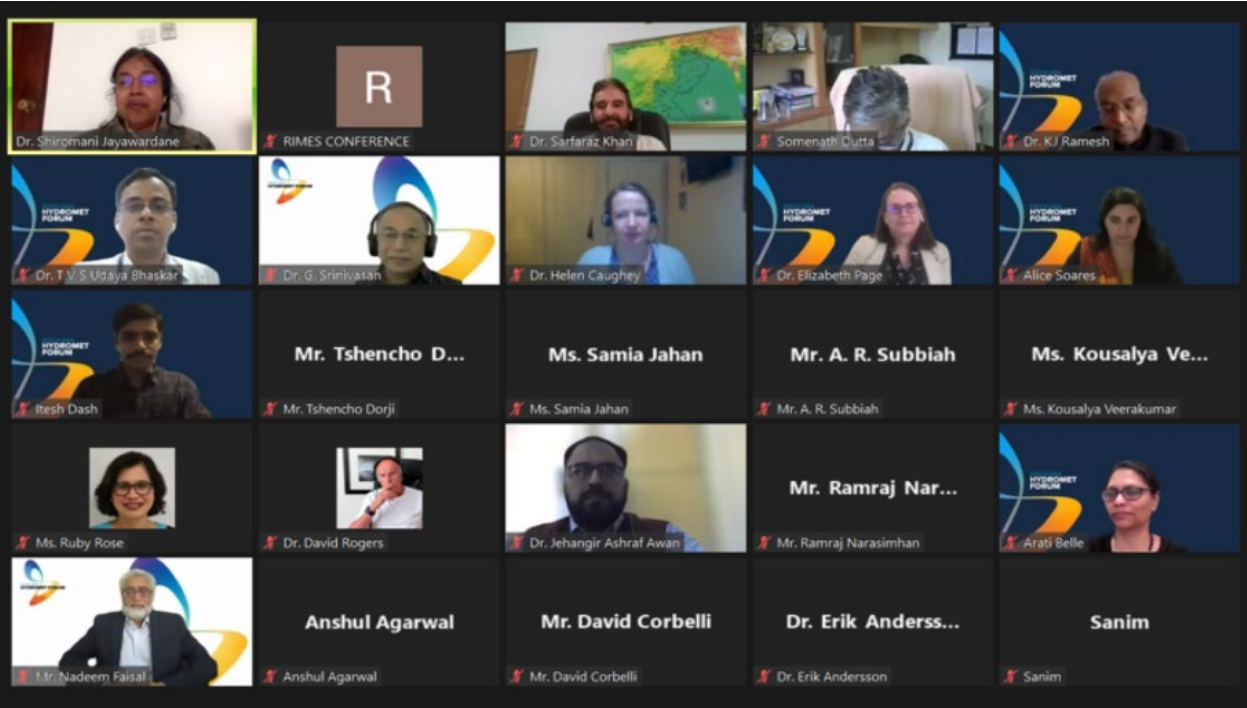 Dr. Shiromani Jayawardane
R
RIMES CONFERENCE
Dr. Sarfaraz Khan
Somenath Dutta
HYDROMET
FORUM
Dr. KJ Ramesh
HYDROMET
FORUM
Dr. T V S Udaya Bhaskar
HYDROMET FORUM
Dr. G. Srinivasan
Dr. Helen Caughey
HYDROMET
FORUM
Dr. Elizabeth Page
HYDROMET
FORUM
Alice Soares
HYDROMET
FORUM
Itesh Dash
Mr. Tshencho D...
Mr. Tshencho Dorji
Ms. Samia Jahan
Ms. Samia Jahan
Mr. A. R. Subbiah
Mr. A. R. Subbiah
Ms. Kousalya Ve...
Ms. Kousalya Veerakumar
Ms. Ruby Rose
Dr. David Rogers
Dr. Jehangir Ashraf Awan
Mr. Ramraj Nar...
Mr. Ramraj Narasimhan
HYDROMET
FORUM
Arati Belle
HYDROMET FORUM
Mr. Nadeem Faisal
Anshul Agarwal
Anshul Agarwal
Mr. David Corbelli
Mr. David Corbelli
Dr. Erik Anderss...
Dr. Erik Andersson
Sanim
Sanim